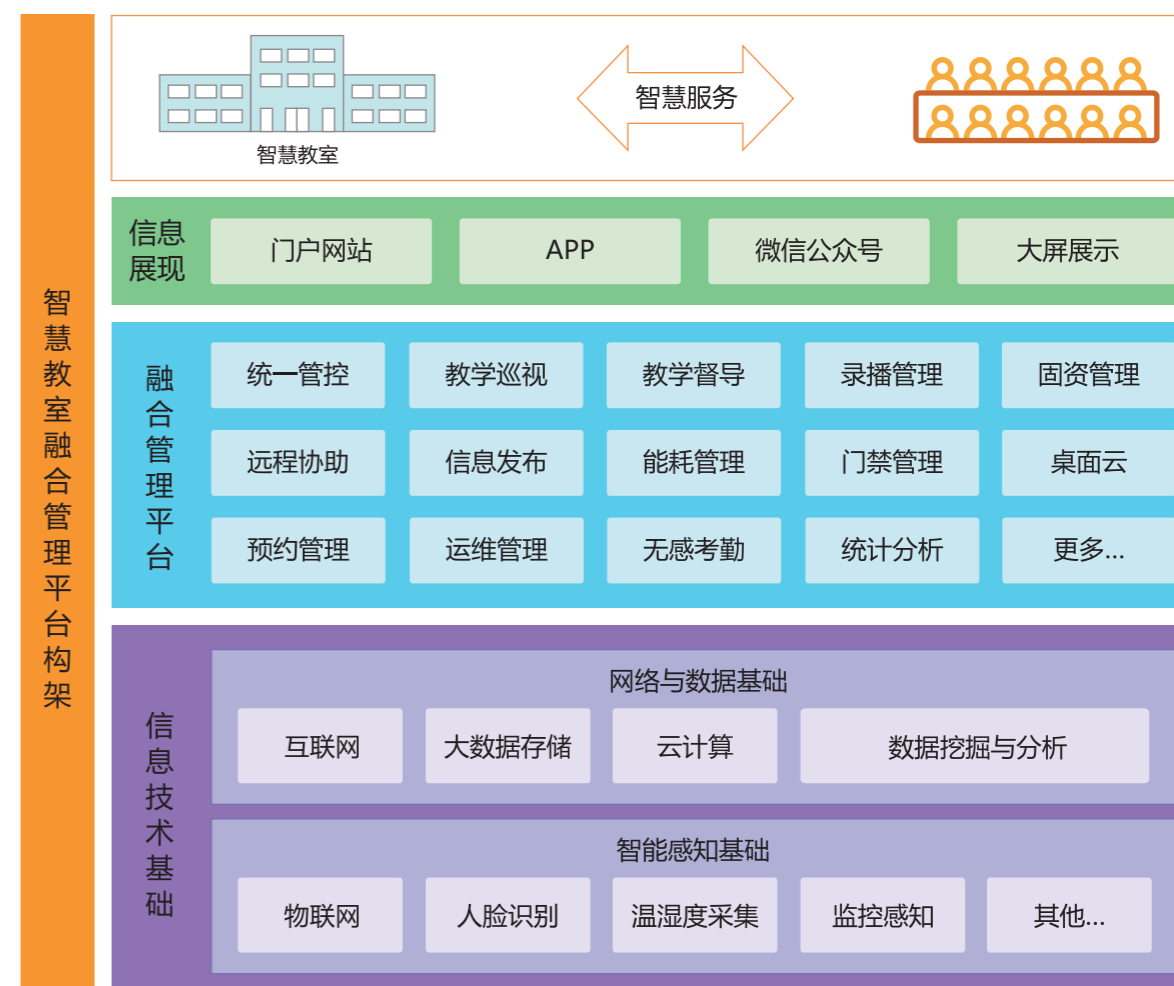 智慧教室融合管理平台构架
智慧服务
智慧教室
信息
展现
门户网站
APP
微信公众号
大屏展示
融合管理平台
统一管控
教学巡视
教学督导
录播管理
固资管理
远程协助
信息发布
能耗管理
门禁管理
桌面云
预约管理
运维管理
无感考勤
统计分析
更多...
信息技术基础
网络与数据基础
互联网
大数据存储
云计算
数据挖掘与分析
智能感知基础
物联网
人脸识别
温湿度采集
监控感知
其他...